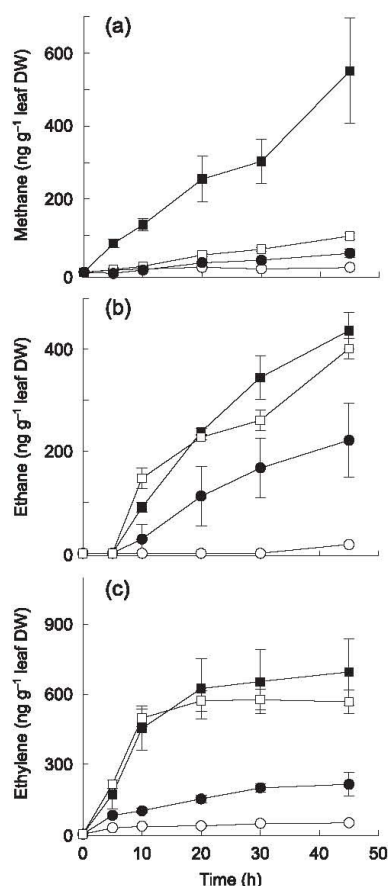 (a)
600
400
200
0
Methane (ng g⁻¹ leaf DW)
(b)
400
200
0
Ethane (ng g⁻¹ leaf DW)
(c)
900
600
300
0
Ethylene (ng g⁻¹ leaf DW)
0 10 20 30 40 50
Time (h)